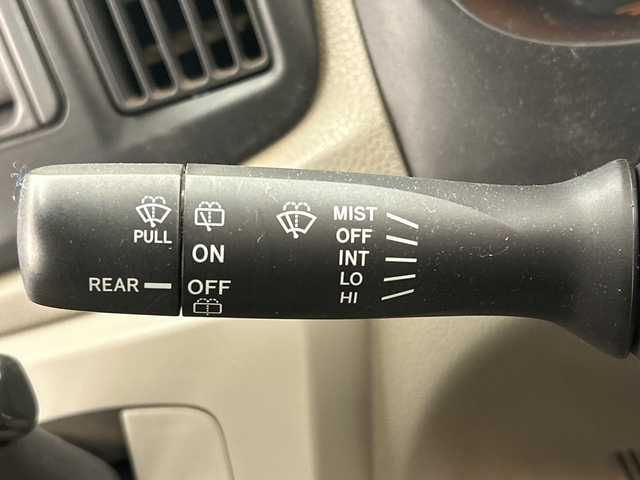 PULL
REAR
ON
OFF
MIST
OFF
INT
LO
HI